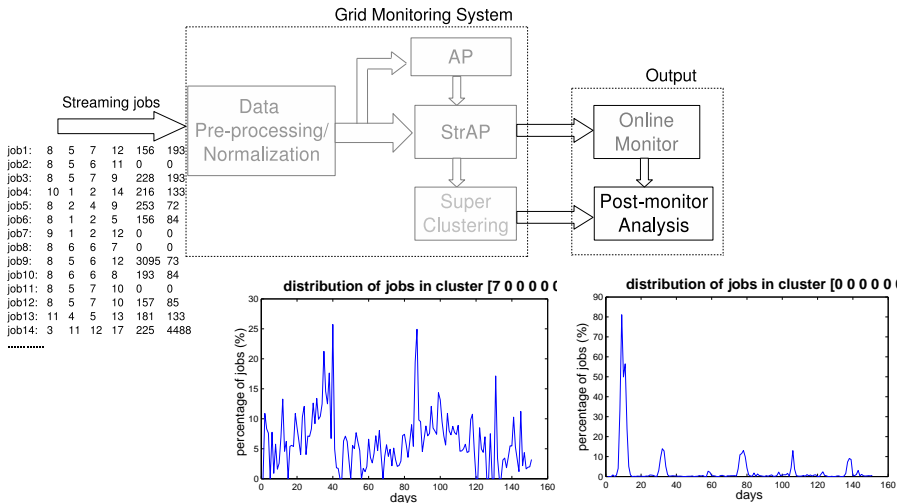 Grid Monitoring System
AP
Output
Streaming jobs
Data
Pre-processing/
Normalization
StrAP
Online
Monitor
Super
Clustering
Post-monitor
Analysis
job1: 8 5 7 12 156 193
job2: 8 5 6 11 0 0
job3: 8 5 7 9 228 193
job4: 10 1 2 14 216 133
job5: 8 2 4 9 253 72
job6: 8 1 2 5 156 84
job7: 9 1 2 12 0 0
job8: 8 6 6 7 0 0
job9: 8 5 6 12 3095 73
job10: 8 6 6 8 193 84
job11: 8 5 7 10 0 0
job12: 8 5 7 10 157 85
job13: 11 4 5 13 181 133
job14: 3 11 12 17 225 4488
............
distribution of jobs in cluster [7 0 0 0 0 0
percentage of jobs (%)
30
25
20
15
10
5
0
0 20 40 60 80 100 120 140 160
days
distribution of jobs in cluster [0 0 0 0 0 0
percentage of jobs (%)
90
80
70
60
50
40
30
20
10
0
0 20 40 60 80 100 120 140 160
days